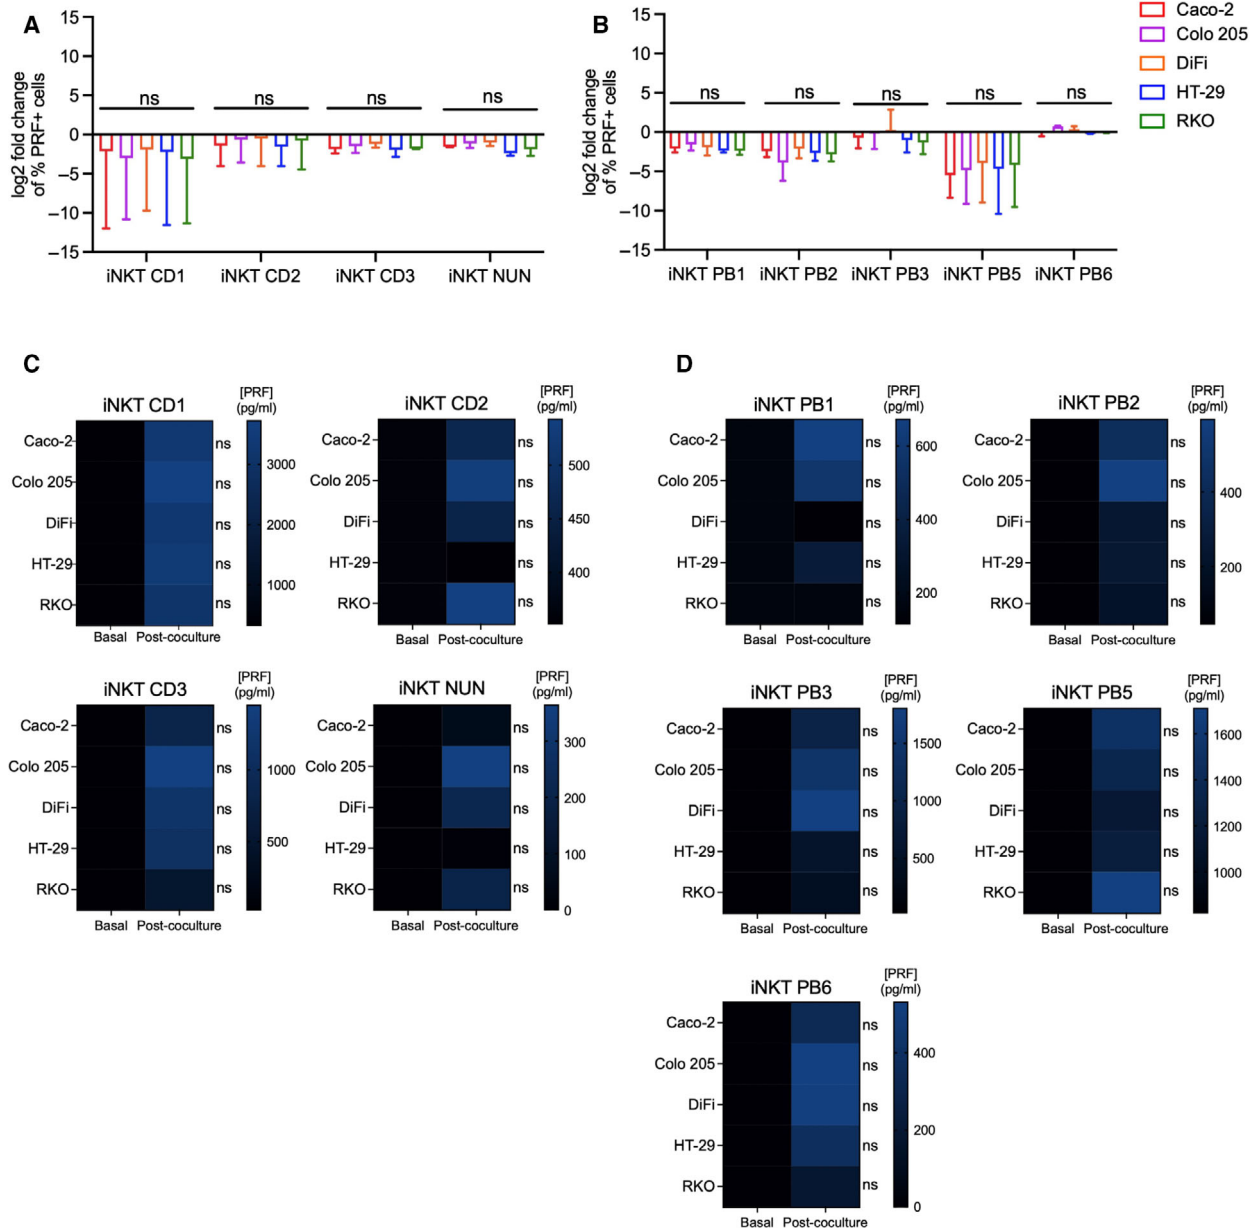 A
log2 fold change
of % PRF+ cells
15
10
5
0
−5
−10
−15
ns
ns
ns
ns
iNKT CD1
iNKT CD2
iNKT CD3
iNKT NUN
B
log2 fold change
of % PRF+ cells
15
10
5
0
−5
−10
−15
ns
ns
ns
ns
ns
iNKT PB1
iNKT PB2
iNKT PB3
iNKT PB5
iNKT PB6
Caco-2
Colo 205
DiFi
HT-29
RKO
C
iNKT CD1
[PRF]
(pg/ml)
Caco-2
ns
Colo 205
ns
DiFi
ns
HT-29
ns
RKO
ns
3000
2000
1000
Basal
Post-coculture
iNKT CD2
[PRF]
(pg/ml)
Caco-2
ns
Colo 205
ns
DiFi
ns
HT-29
ns
RKO
ns
500
450
400
Basal
Post-coculture
iNKT CD3
[PRF]
(pg/ml)
Caco-2
ns
Colo 205
ns
DiFi
ns
HT-29
ns
RKO
ns
1000
500
Basal
Post-coculture
iNKT NUN
[PRF]
(pg/ml)
Caco-2
ns
Colo 205
ns
DiFi
ns
HT-29
ns
RKO
ns
300
200
100
0
Basal
Post-coculture
D
iNKT PB1
[PRF]
(pg/ml)
Caco-2
ns
Colo 205
ns
DiFi
ns
HT-29
ns
RKO
ns
600
400
200
Basal
Post-coculture
iNKT PB2
[PRF]
(pg/ml)
Caco-2
ns
Colo 205
ns
DiFi
ns
HT-29
ns
RKO
ns
400
200
Basal
Post-coculture
iNKT PB3
[PRF]
(pg/ml)
Caco-2
ns
Colo 205
ns
DiFi
ns
HT-29
ns
RKO
ns
1500
1000
500
Basal
Post-coculture
iNKT PB5
[PRF]
(pg/ml)
Caco-2
ns
Colo 205
ns
DiFi
ns
HT-29
ns
RKO
ns
1600
1400
1200
1000
Basal
Post-coculture
iNKT PB6
[PRF]
(pg/ml)
Caco-2
ns
Colo 205
ns
DiFi
ns
HT-29
ns
RKO
ns
400
200
0
Basal
Post-coculture